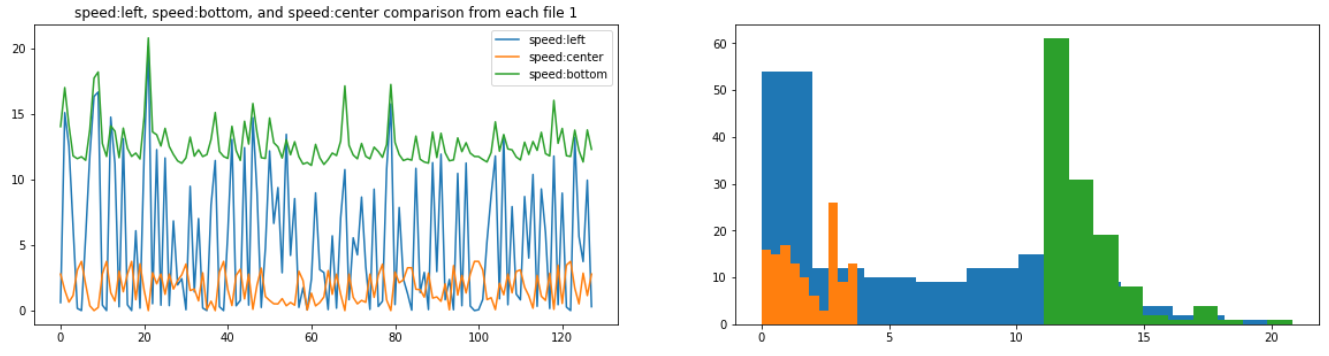 speed:left, speed:bottom, and speed:center comparison from each file 1
speed:left
speed:center
speed:bottom
20
15
10
5
0
0 20 40 60 80 100 120
60
50
40
30
20
10
0
0 5 10 15 20